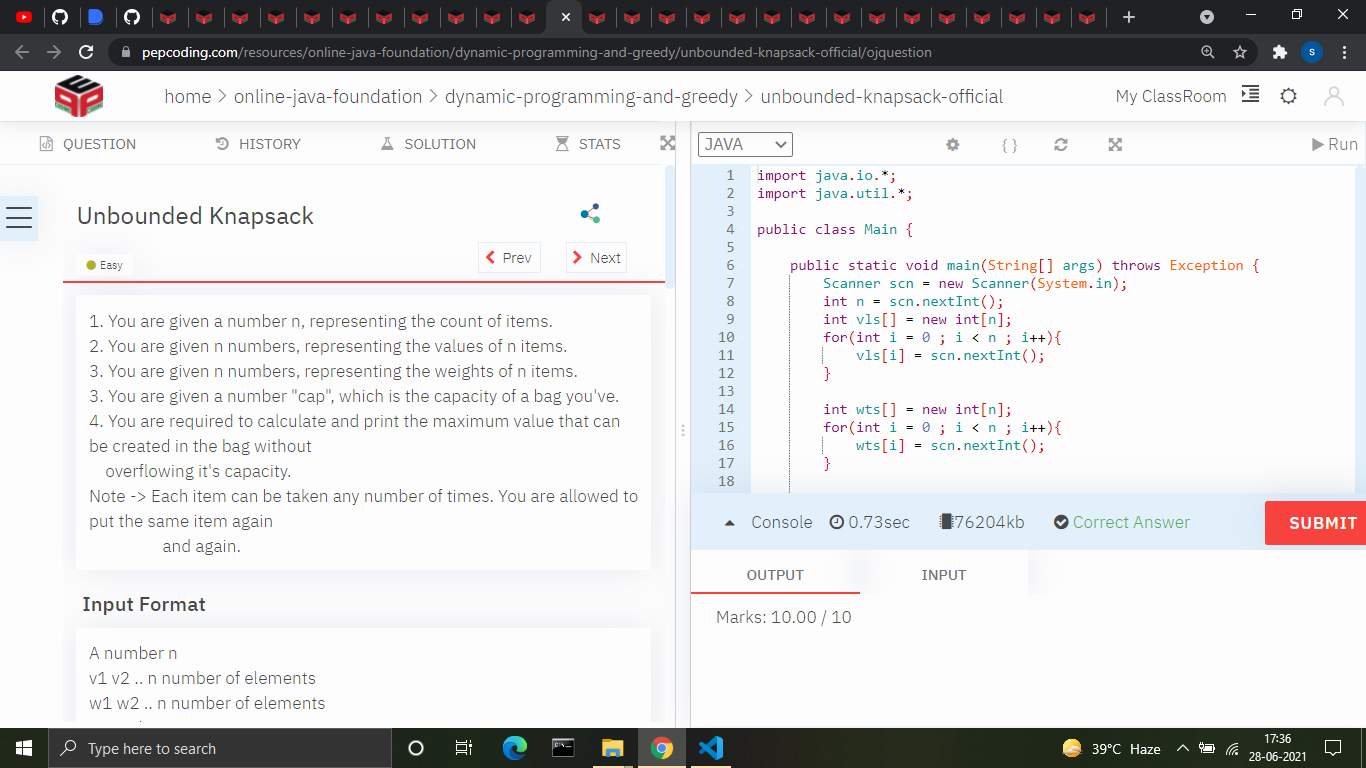 pepcoding.com/resources/online-java-foundation/dynamic-programming-and-greedy/unbounded-knapsack-official/ojquestion
S
home > online-java-foundation > dynamic-programming-and-greedy > unbounded-knapsack-official
My ClassRoom
QUESTION
HISTORY
SOLUTION
STATS
Unbounded Knapsack
Easy
Prev
Next
1. You are given a number n, representing the count of items.
2. You are given n numbers, representing the values of n items.
3. You are given n numbers, representing the weights of n items.
3. You are given a number "cap", which is the capacity of a bag you've.
4. You are required to calculate and print the maximum value that can
be created in the bag without
overflowing it's capacity.
Note -> Each item can be taken any number of times. You are allowed to
put the same item again
and again.
Input Format
A number n
v1 v2 .. n number of elements
w1 w2 .. n number of elements
JAVA
{ }
Run
1 import java.io.*;
2 import java.util.*;
3
4 public class Main {
5
6 public static void main(String[] args) throws Exception {
7 Scanner scn = new Scanner(System.in);
8 int n = scn.nextInt();
9 int vls[] = new int[n];
10 for(int i = 0 ; i < n ; i++){
11 vls[i] = scn.nextInt();
12 }
13
14 int wts[] = new int[n];
15 for(int i = 0 ; i < n ; i++){
16 wts[i] = scn.nextInt();
17 }
18
Console
0.73sec
76204kb
Correct Answer
SUBMIT
OUTPUT
INPUT
Marks: 10.00 / 10
Type here to search
39°C Haze
17:36
28-06-2021